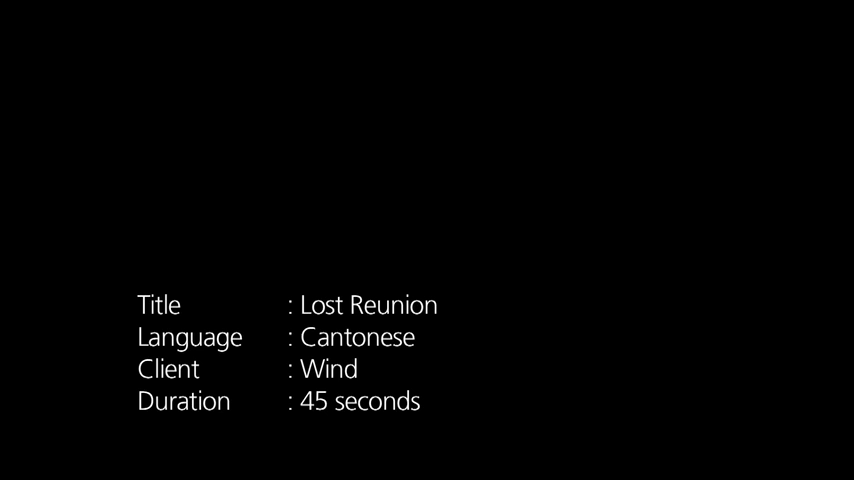 Title : Lost Reunion
Language : Cantonese
Client : Wind
Duration : 45 seconds